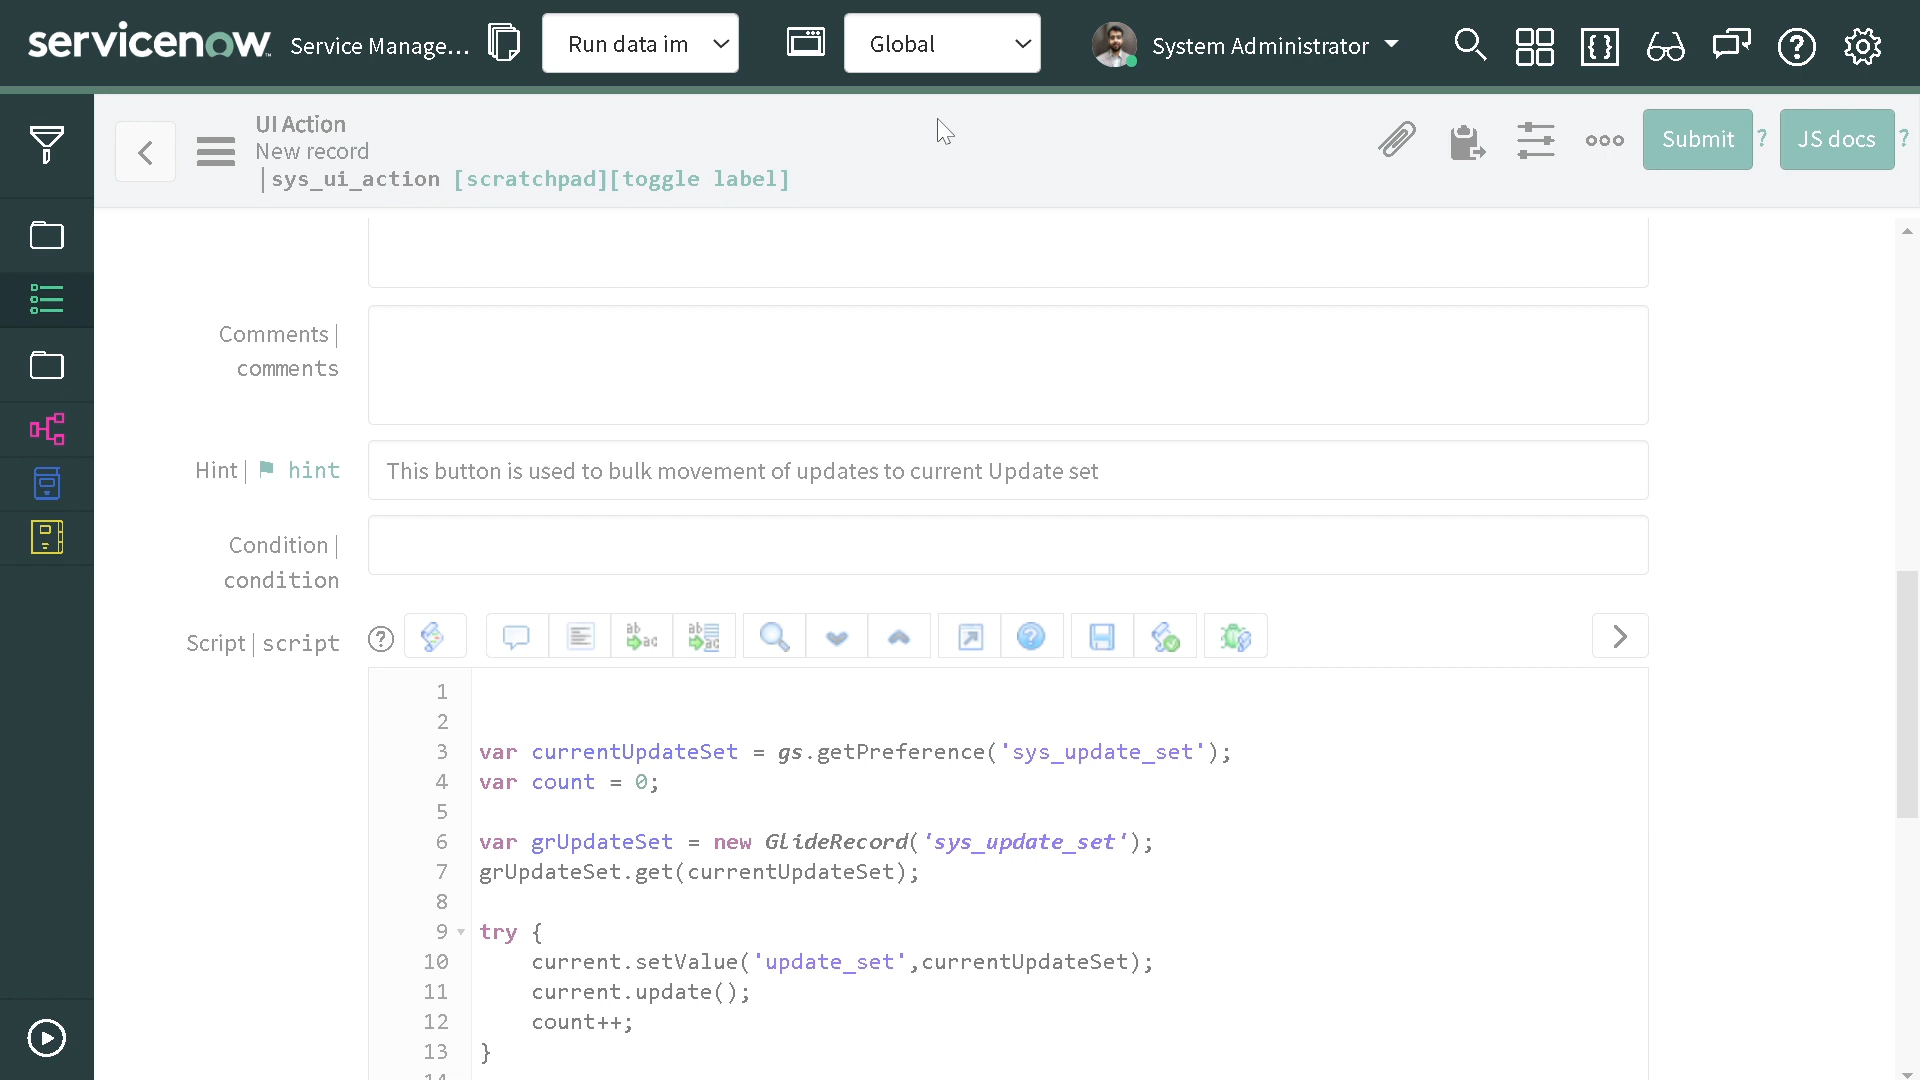 servicenow Service Manage... Run data im Global System Administrator
UI Action
New record
|sys_ui_action [scratchpad][toggle label]
Submit ? JS docs ?
Comments |
comments
Hint | hint This button is used to bulk movement of updates to current Update set
Condition |
condition
Script | script
1
2
3 var currentUpdateSet = gs.getPreference('sys_update_set');
4 var count = 0;
5
6 var grUpdateSet = new GlideRecord('sys_update_set');
7 grUpdateSet.get(currentUpdateSet);
8
9 try {
10 current.setValue('update_set',currentUpdateSet);
11 current.update();
12 count++;
13 }
14